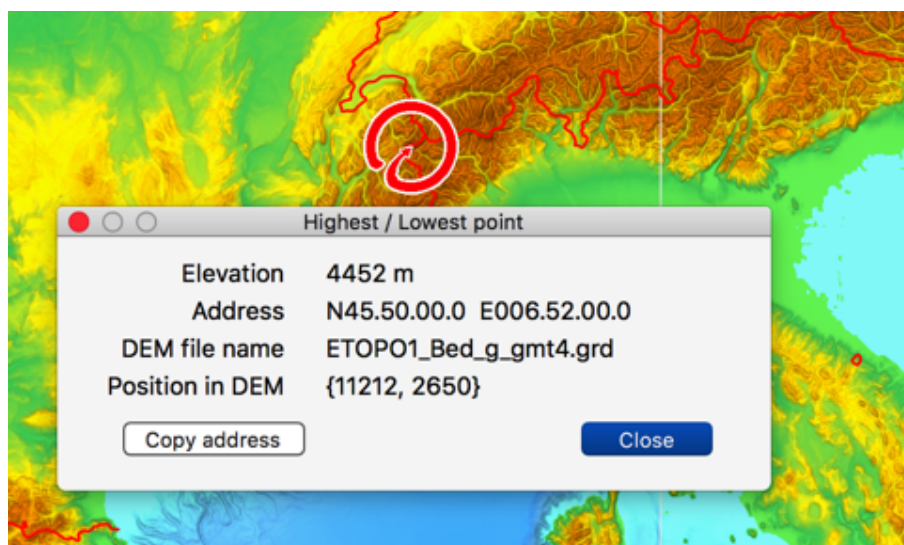 Highest / Lowest point
Elevation 4452 m
Address N45.50.00.0 E006.52.00.0
DEM file name ETOPO1_Bed_g_gmt4.grd
Position in DEM {11212, 2650}
Copy address Close